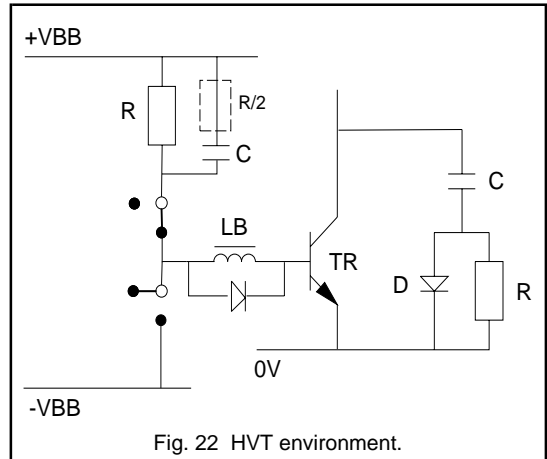 +VBB
R
R/2
C
LB
TR
C
D
R
0V
-VBB
Fig. 22 HVT environment.